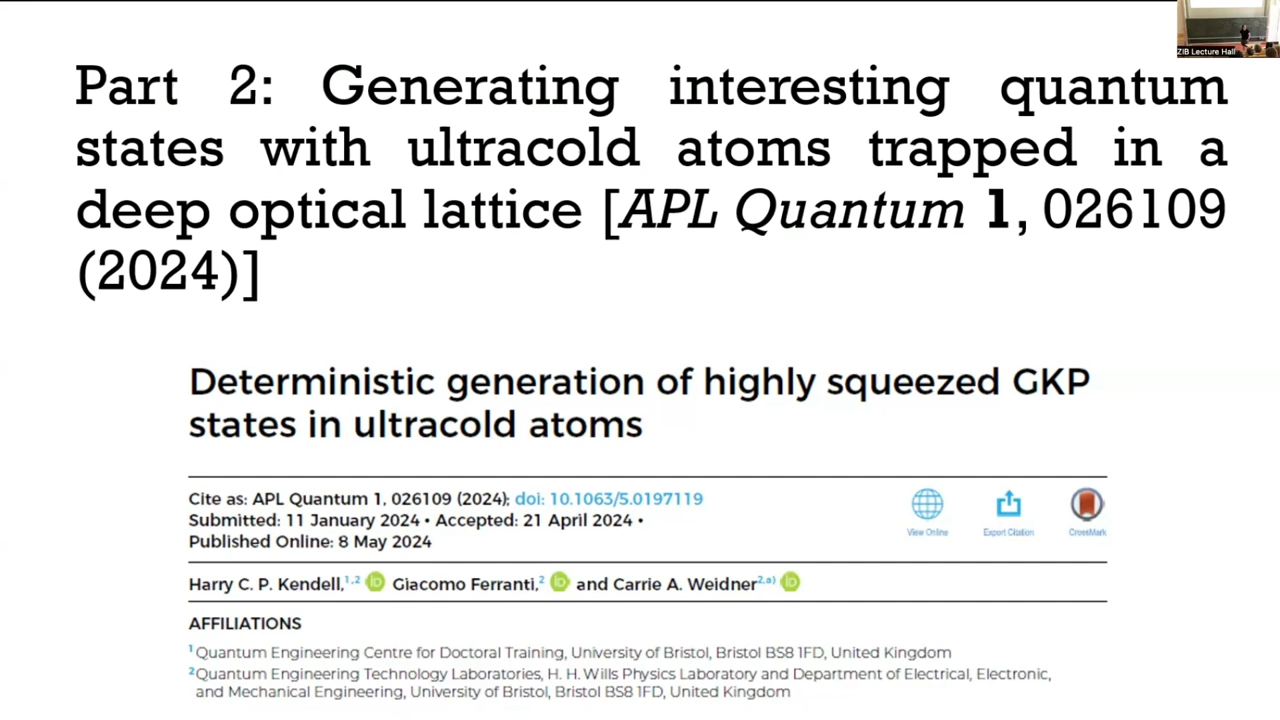 ZIB Lecture Hall
Part 2: Generating interesting quantum
states with ultracold atoms trapped in a
deep optical lattice [APL Quantum 1, 026109
(2024)]
Deterministic generation of highly squeezed GKP
states in ultracold atoms
Cite as: APL Quantum 1, 026109 (2024); doi: 10.1063/5.0197119
Submitted: 11 January 2024 • Accepted: 21 April 2024 •
Published Online: 8 May 2024
View Online
Export Citation
CrossMark
Harry C. P. Kendell,1,2 iD Giacomo Ferranti,2 iD and Carrie A. Weidner2,a) iD
AFFILIATIONS
1 Quantum Engineering Centre for Doctoral Training, University of Bristol, Bristol BS8 1FD, United Kingdom
2 Quantum Engineering Technology Laboratories, H. H. Wills Physics Laboratory and Department of Electrical, Electronic,
and Mechanical Engineering, University of Bristol, Bristol BS8 1FD, United Kingdom